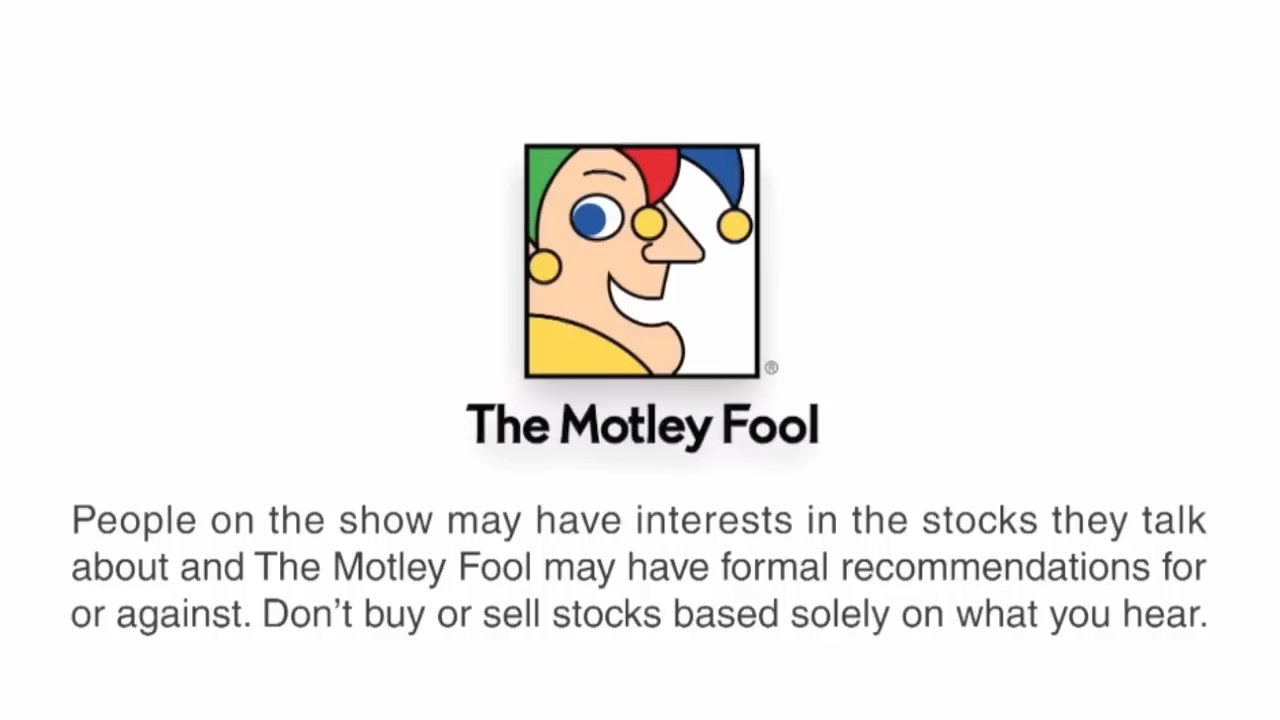 ®
The Motley Fool
People on the show may have interests in the stocks they talk
about and The Motley Fool may have formal recommendations for
or against. Don’t buy or sell stocks based solely on what you hear.